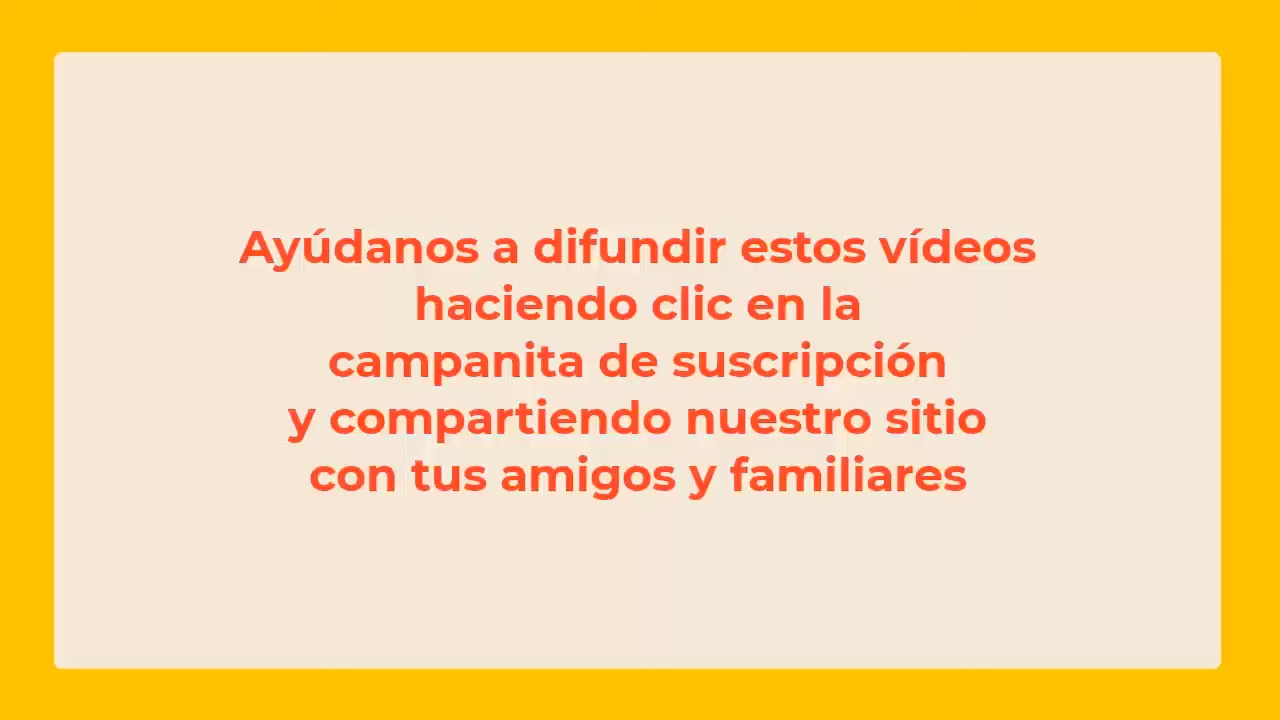 Ayúdanos a difundir estos vídeos
haciendo clic en la
campanita de suscripción
y compartiendo nuestro sitio
con tus amigos y familiares